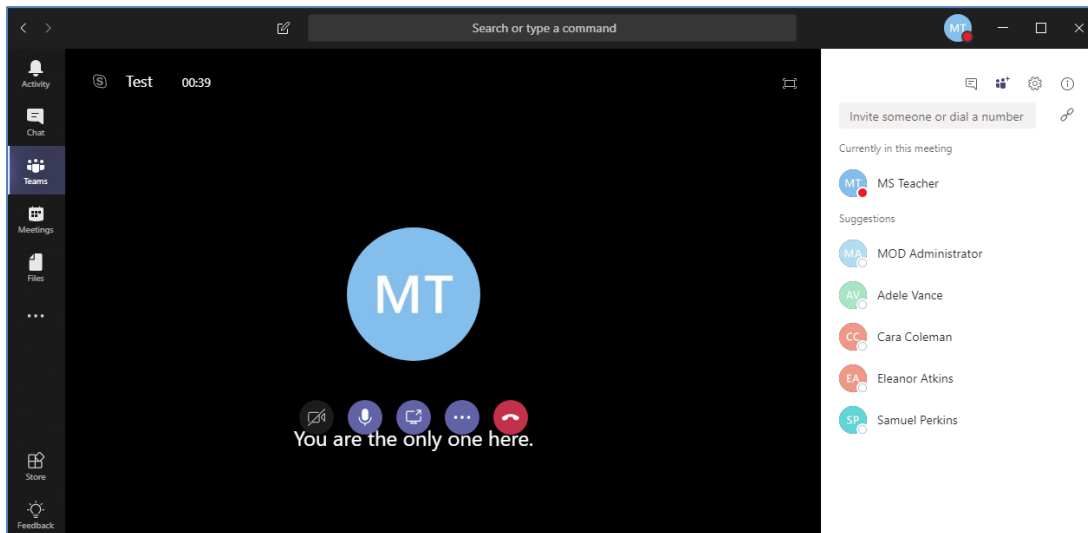 Search or type a command
MT
Activity
Chat
Teams
Meetings
Files
Store
Feedback
Test 00:39
MT
You are the only one here.
Invite someone or dial a number
Currently in this meeting
MT MS Teacher
Suggestions
MA MOD Administrator
AV Adele Vance
CC Cara Coleman
EA Eleanor Atkins
SP Samuel Perkins